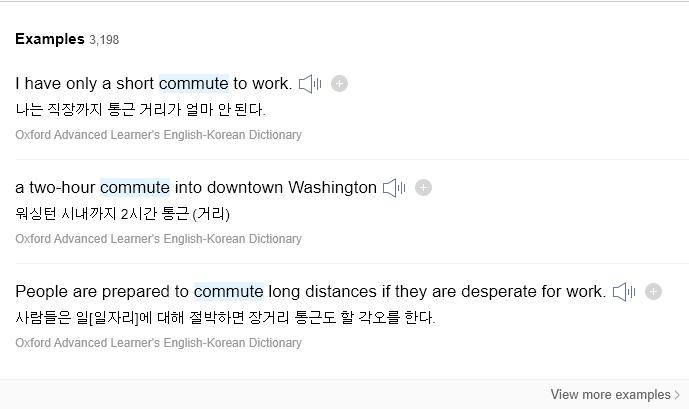 Examples 3,198
I have only a short commute to work.
나는 직장까지 통근 거리가 얼마 안 된다.
Oxford Advanced Learner's English-Korean Dictionary
a two-hour commute into downtown Washington
워싱턴 시내까지 2시간 통근 (거리)
Oxford Advanced Learner's English-Korean Dictionary
People are prepared to commute long distances if they are desperate for work.
사람들은 일[일자리]에 대해 절박하면 장거리 통근도 할 각오를 한다.
Oxford Advanced Learner's English-Korean Dictionary
View more examples